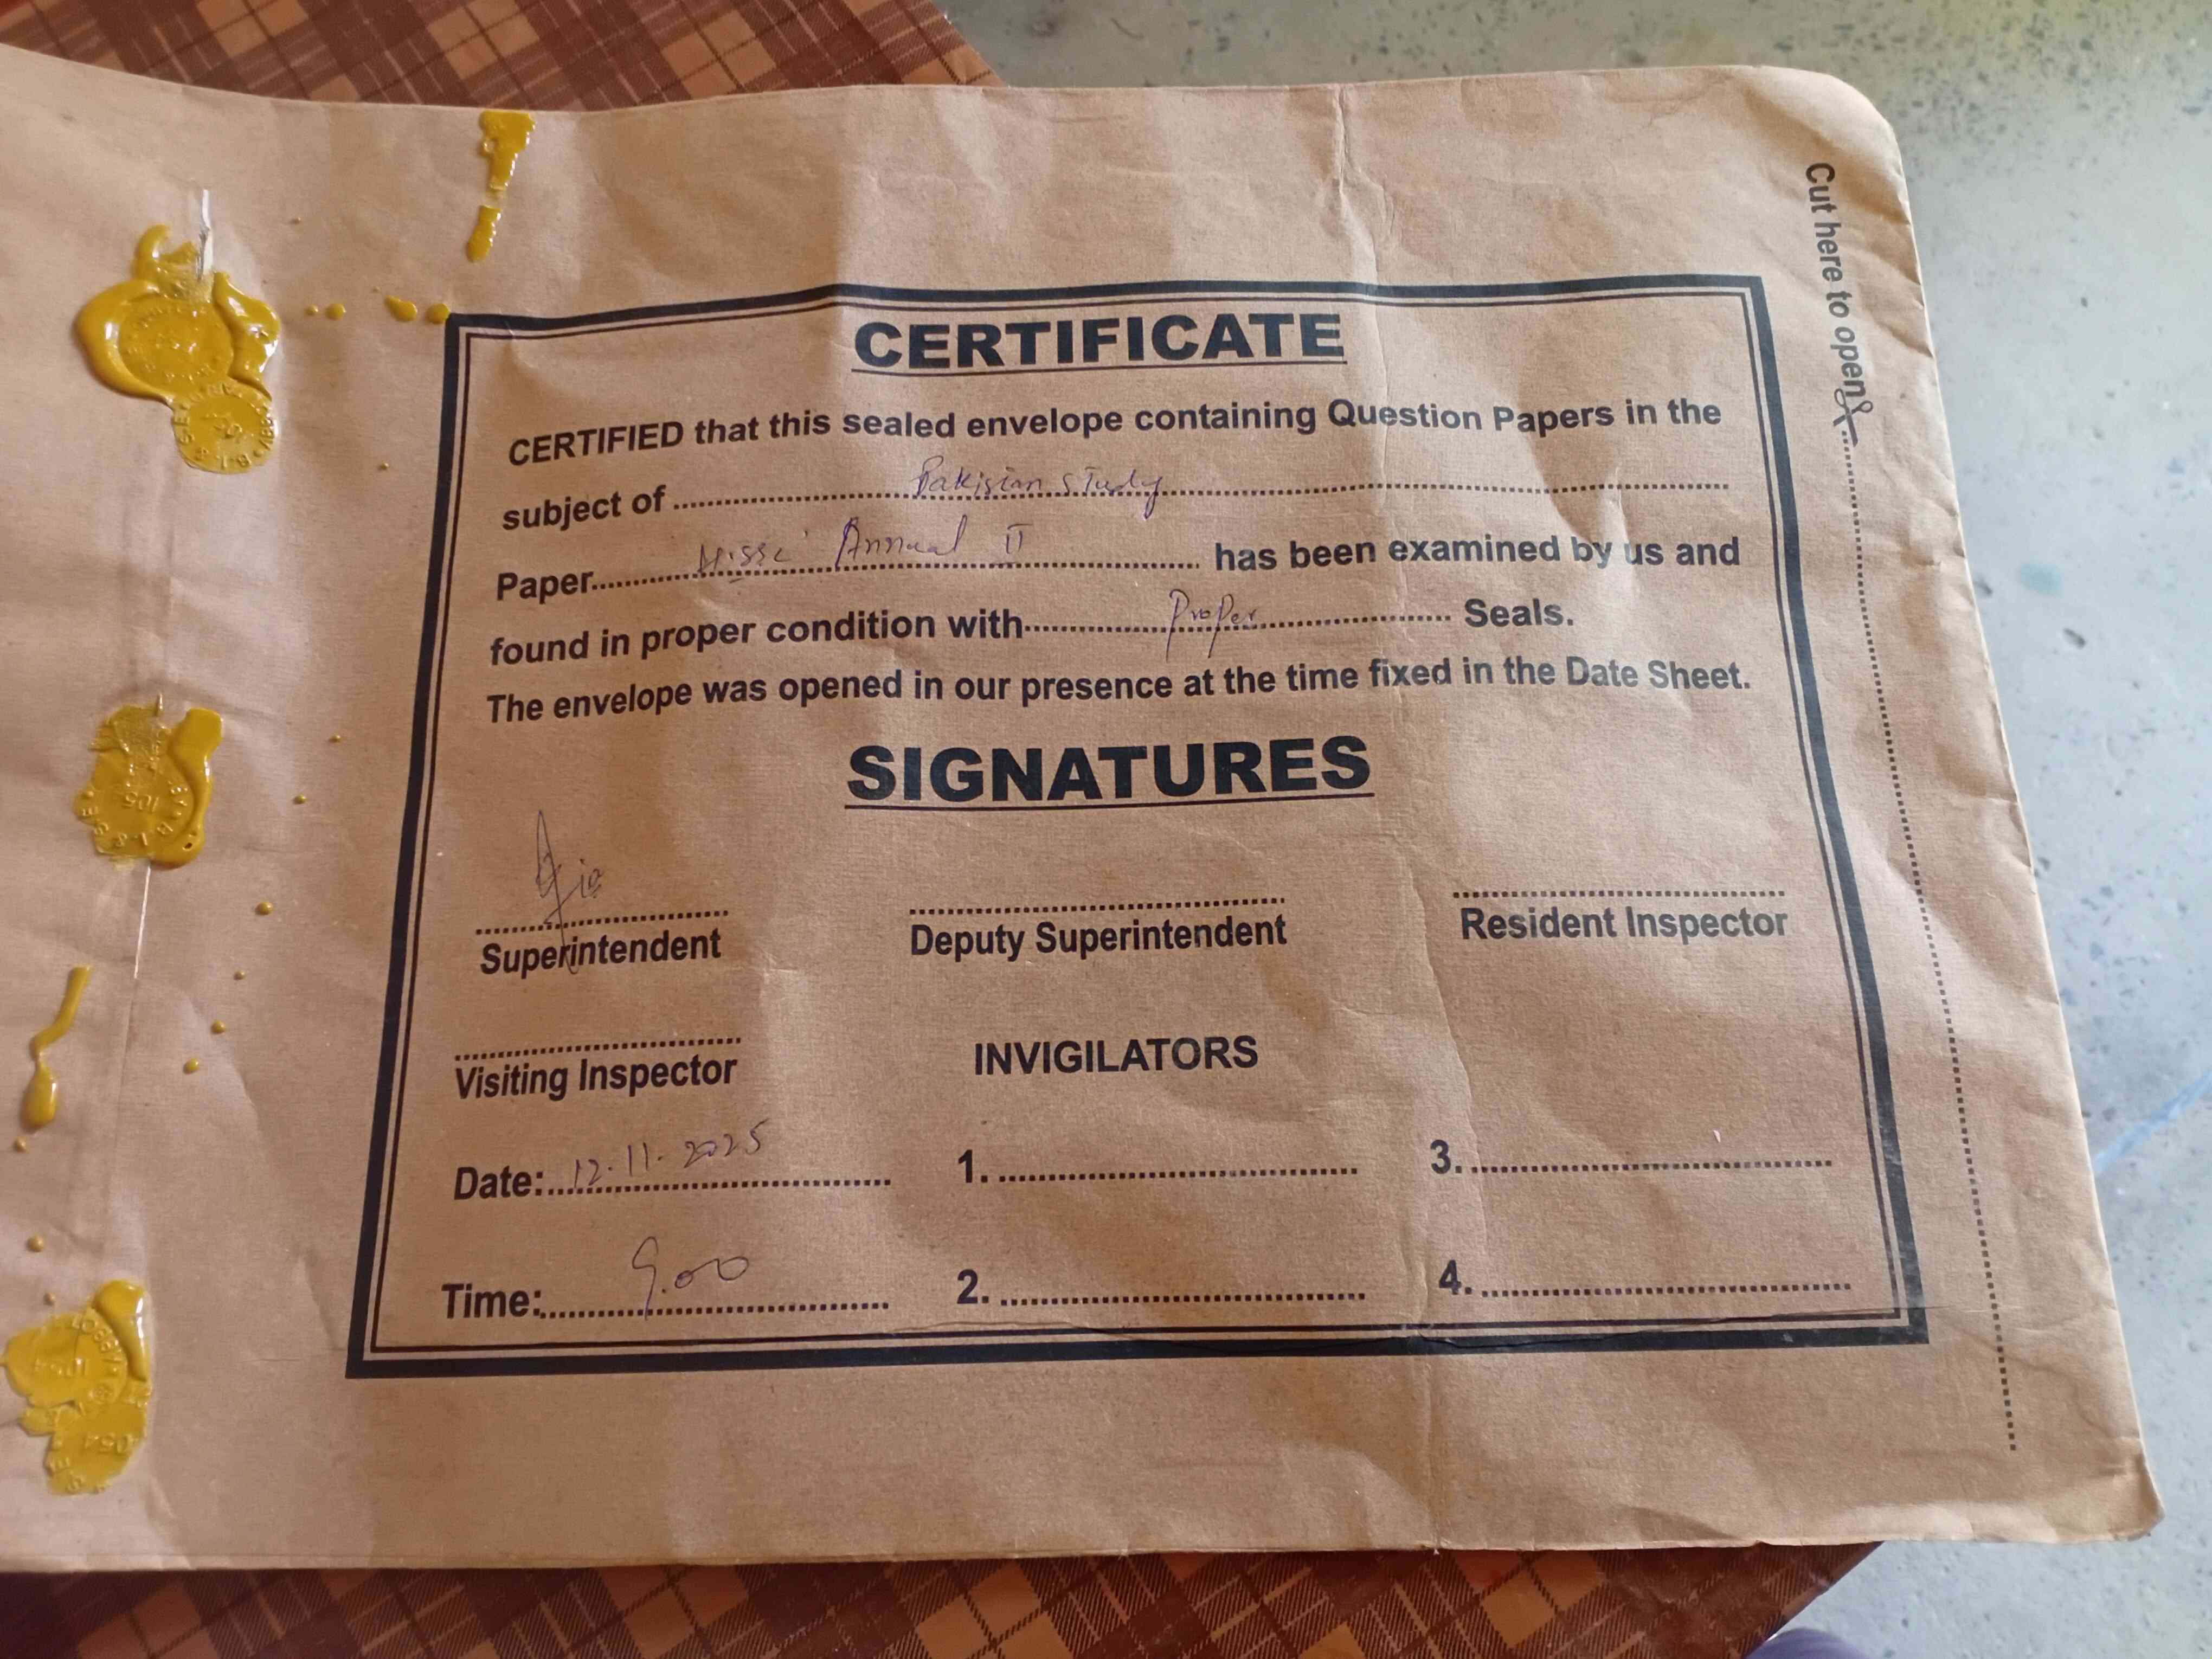 Cut here to open
CERTIFICATE
CERTIFIED that this sealed envelope containing Question Papers in the
subject of Pakistan Study
Paper Annual II has been examined by us and
found in proper condition with Proper Seals.
The envelope was opened in our presence at the time fixed in the Date Sheet.
SIGNATURES
Superintendent Deputy Superintendent Resident Inspector
Visiting Inspector INVIGILATORS
Date: 12.11.2025 1. 3.
Time: 9.00 2. 4.